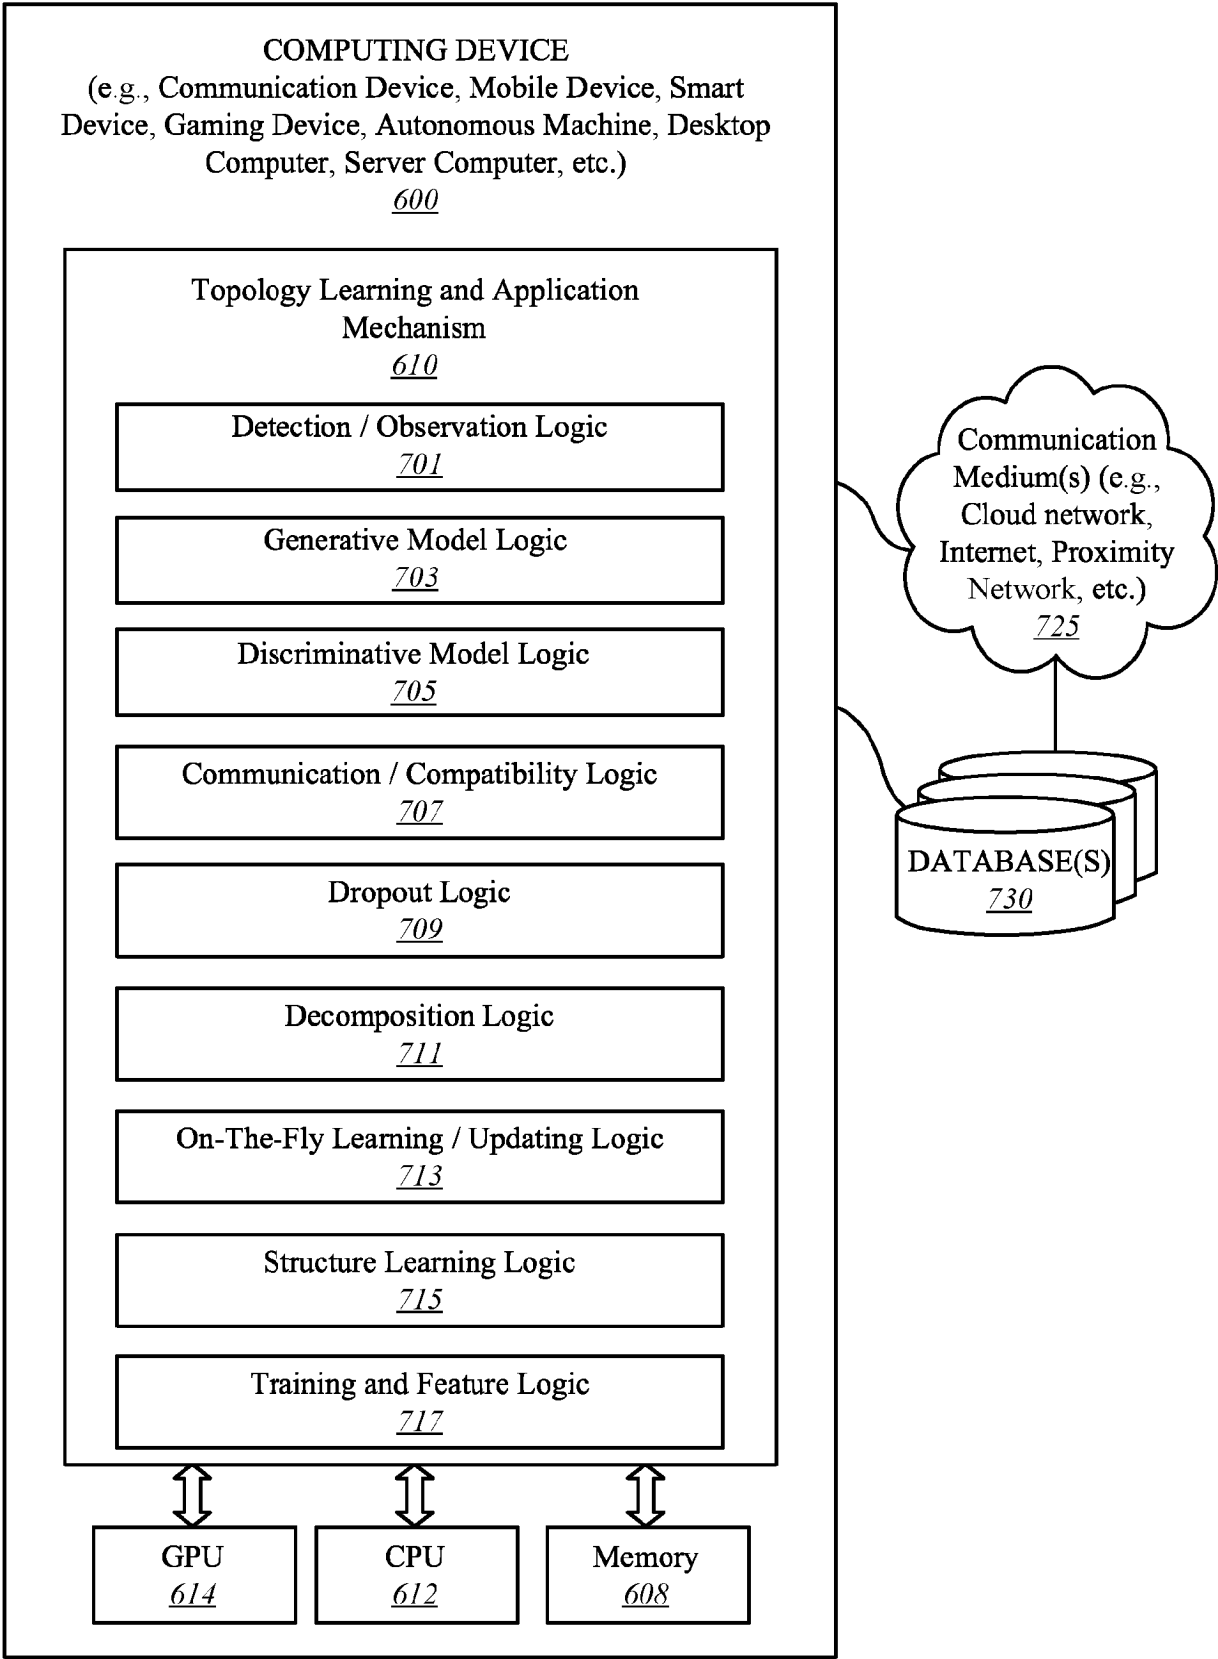 COMPUTING DEVICE
(e.g., Communication Device, Mobile Device, Smart
Device, Gaming Device, Autonomous Machine, Desktop
Computer, Server Computer, etc.)
600
Topology Learning and Application
Mechanism
610
Detection / Observation Logic
701
Generative Model Logic
703
Discriminative Model Logic
705
Communication / Compatibility Logic
707
Dropout Logic
709
Decomposition Logic
711
On-The-Fly Learning / Updating Logic
713
Structure Learning Logic
715
Training and Feature Logic
717
GPU
614
CPU
612
Memory
608
Communication
Medium(s) (e.g.,
Cloud network,
Internet, Proximity
Network, etc.)
725
DATABASE(S)
730